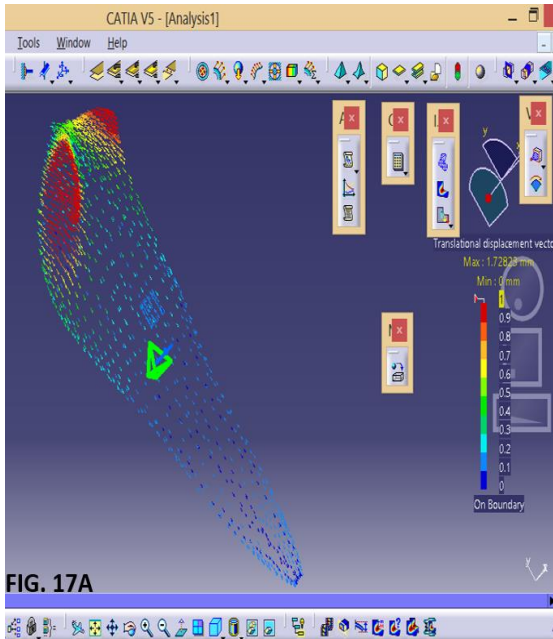 CATIA V5 - [Analysis1]
Tools Window Help
Translational displacement vecto
Max : 1.72823 mm
Min : 0 mm
1
0.9
0.8
0.7
0.6
0.5
0.4
0.3
0.2
0.1
0
On Boundary
y
x
FIG. 17A